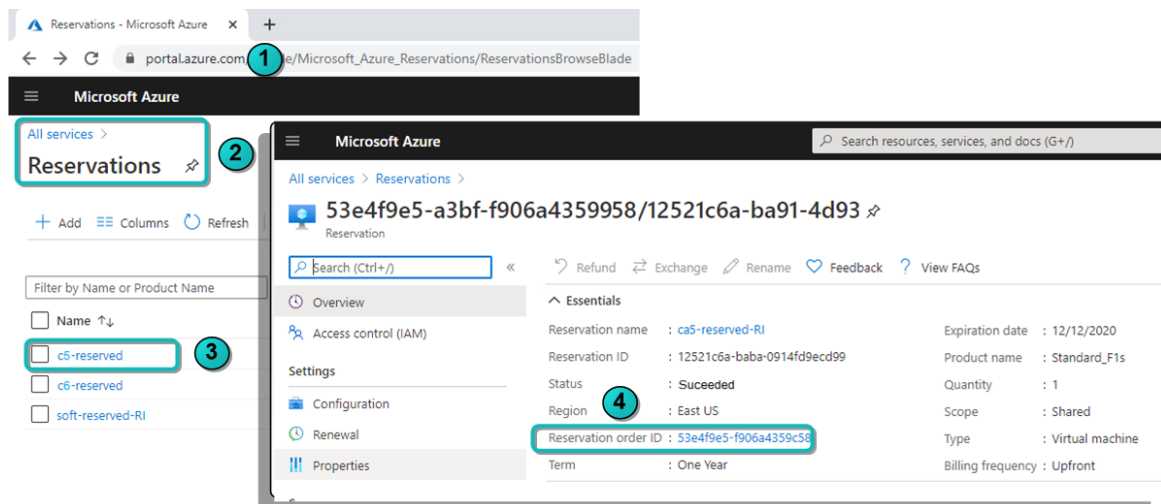 Reservations - Microsoft Azure × +
portal.azure.com/ 1 e/Microsoft_Azure_Reservations/ReservationsBrowseBlade
Microsoft Azure
All services >
Reservations
2
+ Add Columns Refresh
Filter by Name or Product Name
Name ↑↓
c5-reserved
3
c6-reserved
soft-reserved-RI
Microsoft Azure
Search resources, services, and docs (G+/)
All services > Reservations >
53e4f9e5-a3bf-f906a4359958/12521c6a-ba91-4d93
Reservation
Search (Ctrl+/) «
Overview
Access control (IAM)
Settings
Configuration
Renewal
Properties
Refund Exchange Rename Feedback ? View FAQs
Essentials
Reservation name : ca5-reserved-RI
Reservation ID : 12521c6a-baba-0914fd9ecd99
Status : Suceeded
Region : East US
4
Reservation order ID : 53e4f9e5-f906a4359c58
Term : One Year
Expiration date : 12/12/2020
Product name : Standard_F1s
Quantity : 1
Scope : Shared
Type : Virtual machine
Billing frequency : Upfront